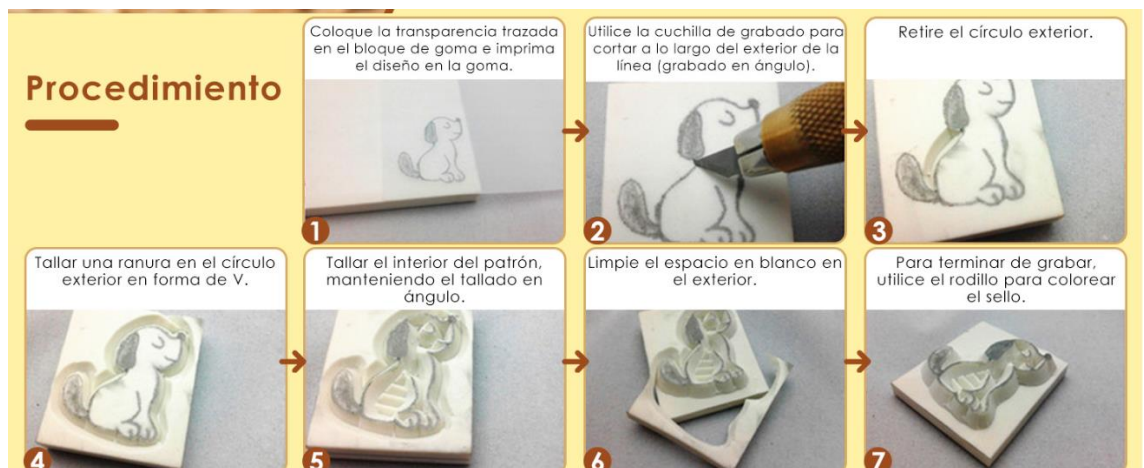 Procedimiento
Coloque la transparencia trazada
en el bloque de goma e imprima
el diseño en la goma.
1
Utilice la cuchilla de grabado para
cortar a lo largo del exterior de la
línea (grabado en ángulo).
2
Retire el círculo exterior.
3
Tallar una ranura en el círculo
exterior en forma de V.
4
Tallar el interior del patrón,
manteniendo el tallado en
ángulo.
5
Limpie el espacio en blanco en
el exterior.
6
Para terminar de grabar,
utilice el rodillo para colorear
el sello.
7